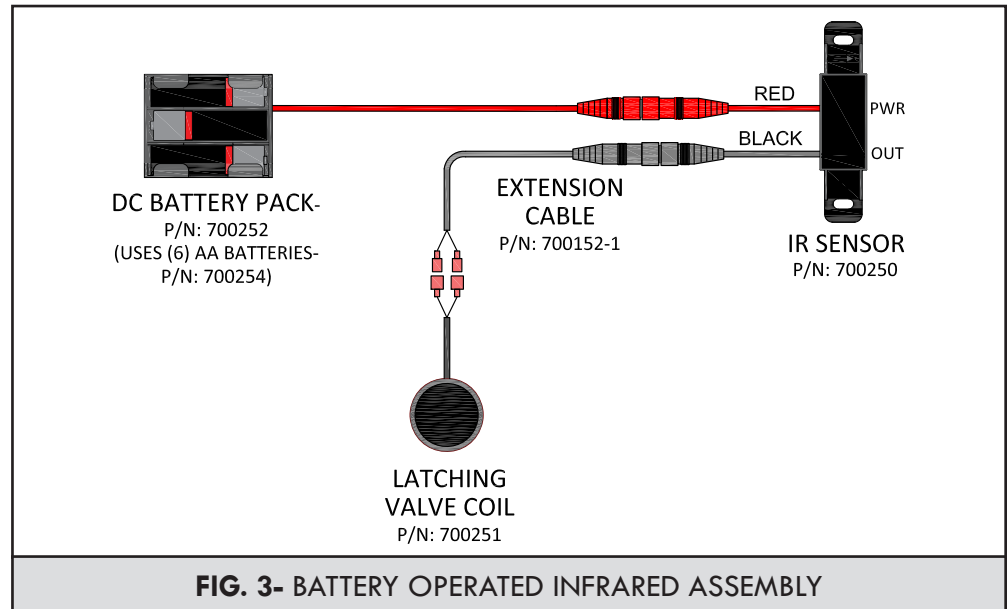 RED
PWR
BLACK
OUT
DC BATTERY PACK-
P/N: 700252
(USES (6) AA BATTERIES-
P/N: 700254)
EXTENSION
CABLE
P/N: 700152-1
IR SENSOR
P/N: 700250
LATCHING
VALVE COIL
P/N: 700251
FIG. 3- BATTERY OPERATED INFRARED ASSEMBLY